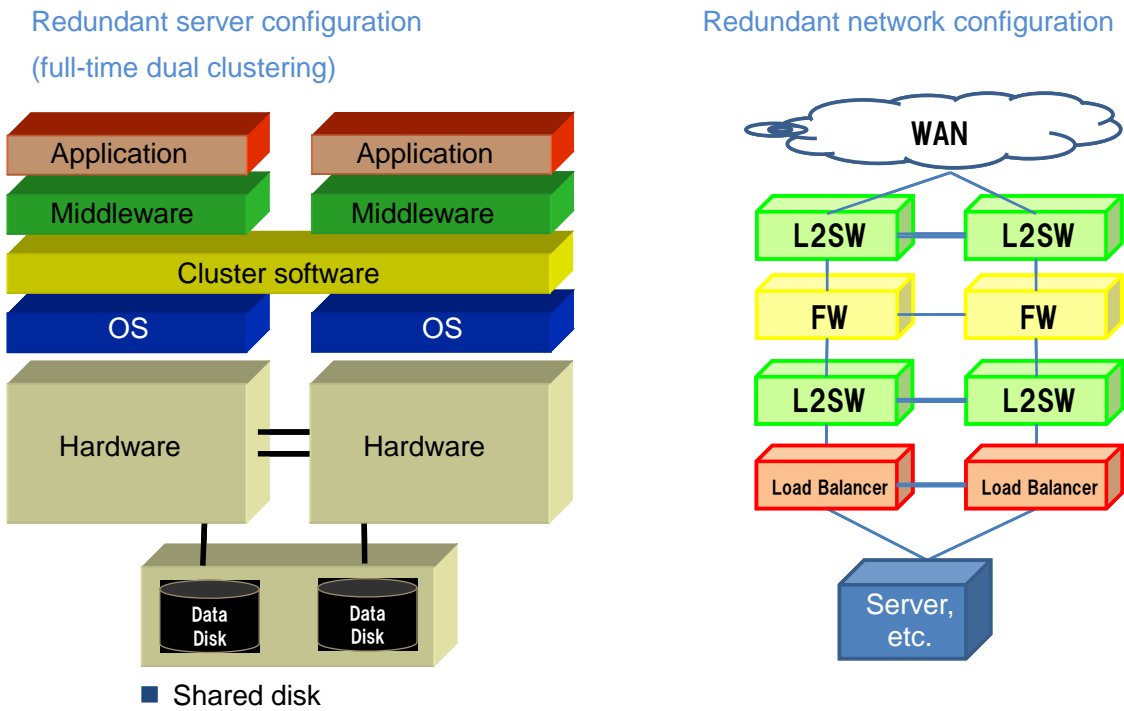 Redundant server configuration
(full-time dual clustering)
Application
Application
Middleware
Middleware
Cluster software
OS
OS
Hardware
Hardware
Data
Disk
Data
Disk
Shared disk
Redundant network configuration
WAN
L2SW
L2SW
FW
FW
L2SW
L2SW
Load Balancer
Load Balancer
Server,
etc.